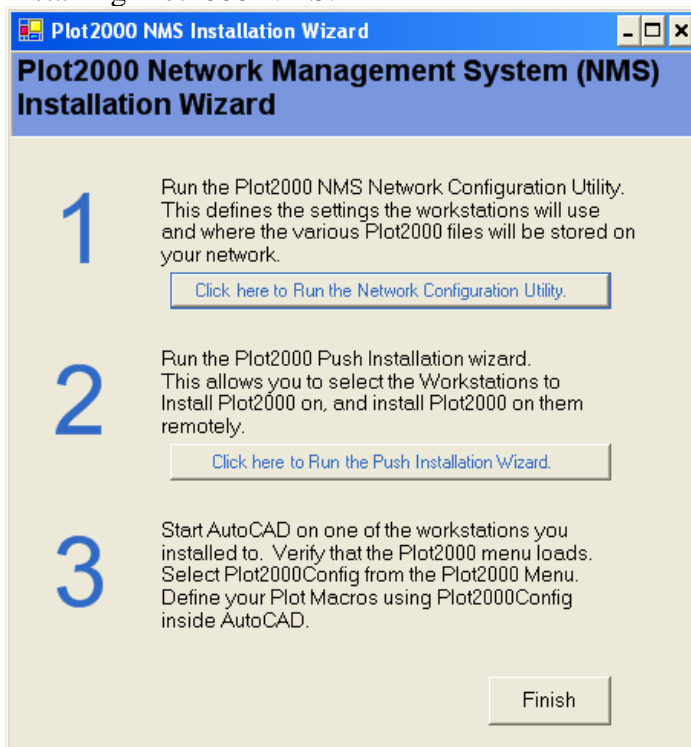 Plot2000 NMS Installation Wizard
Plot2000 Network Management System (NMS)
Installation Wizard
1
Run the Plot2000 NMS Network Configuration Utility.
This defines the settings the workstations will use
and where the various Plot2000 files will be stored on
your network.
Click here to Run the Network Configuration Utility.
2
Run the Plot2000 Push Installation wizard.
This allows you to select the Workstations to
Install Plot2000 on, and install Plot2000 on them
remotely.
Click here to Run the Push Installation Wizard.
3
Start AutoCAD on one of the workstations you
installed to.  Verify that the Plot2000 menu loads.
Select Plot2000Config from the Plot2000 Menu.
Define your Plot Macros using Plot2000Config
inside AutoCAD.
Finish